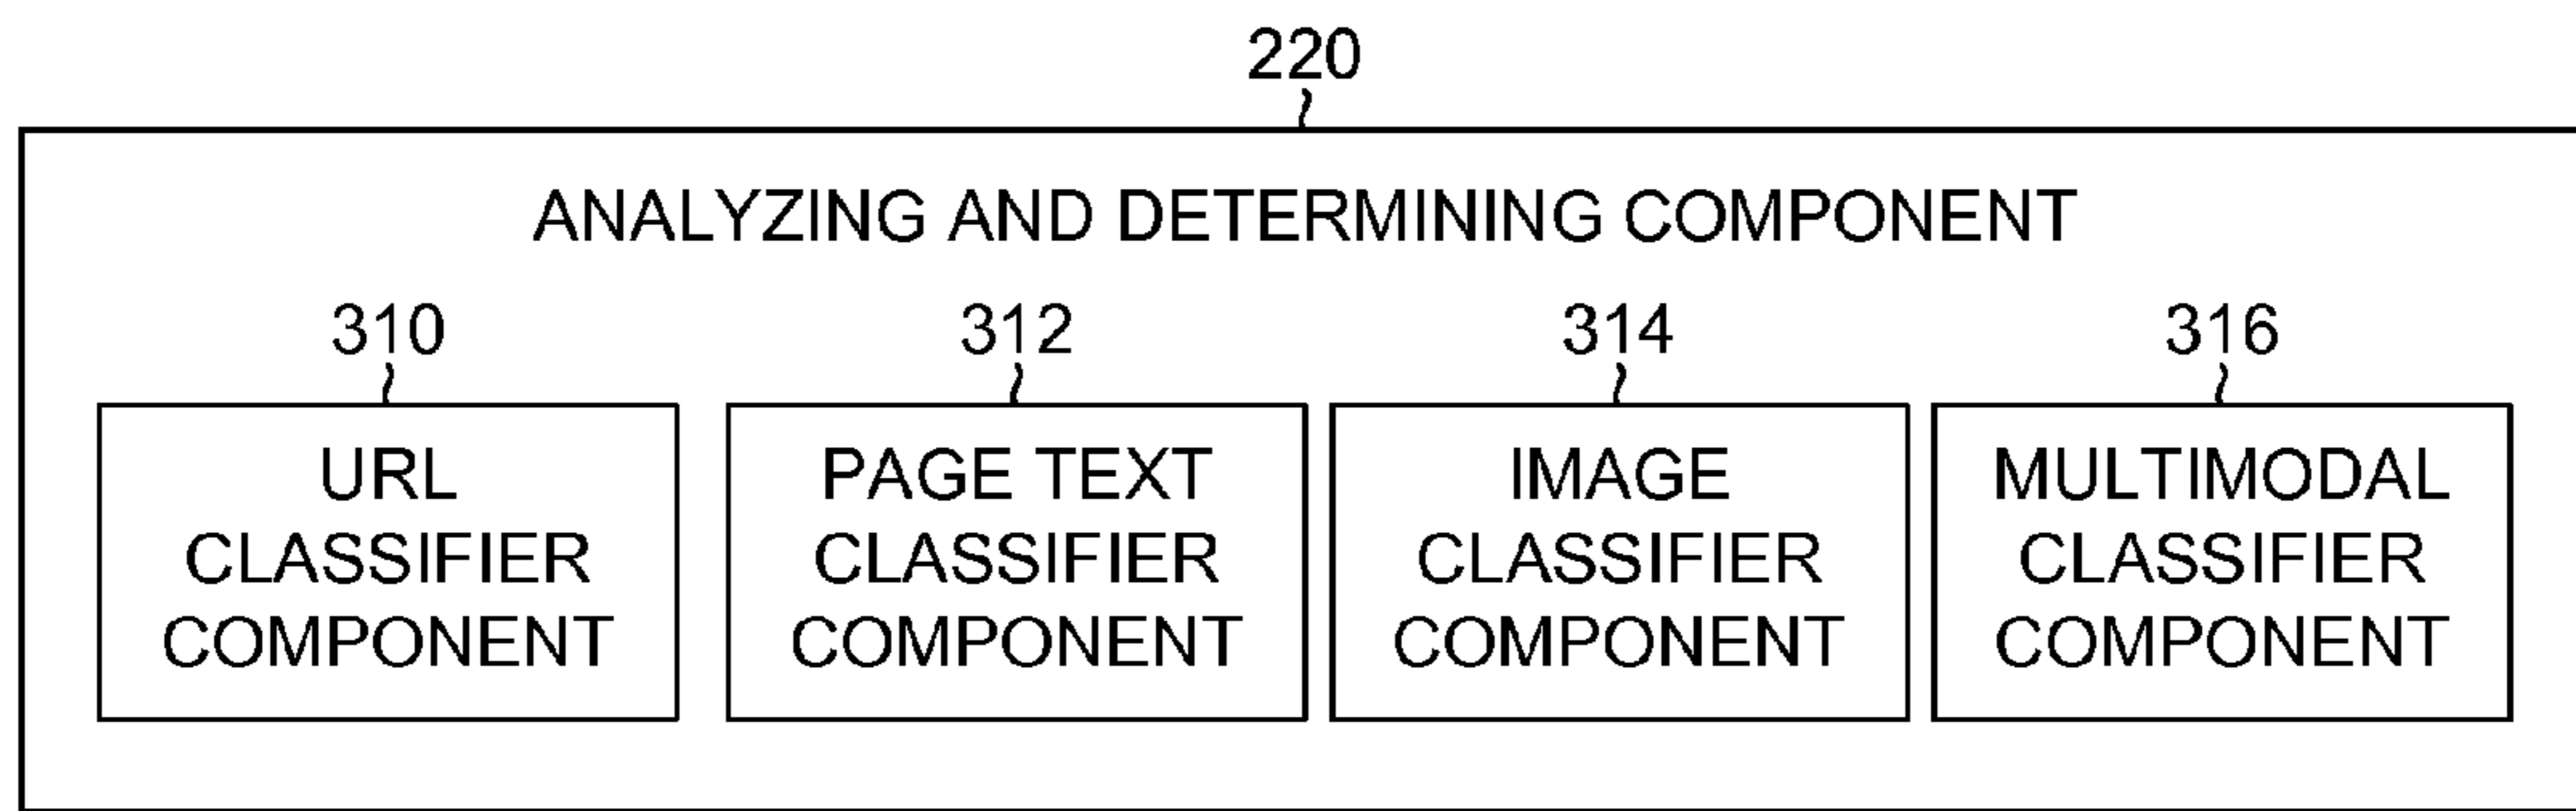 220
ANALYZING AND DETERMINING COMPONENT
310
312
314
316
URL
CLASSIFIER
COMPONENT
PAGE TEXT
CLASSIFIER
COMPONENT
IMAGE
CLASSIFIER
COMPONENT
MULTIMODAL
CLASSIFIER
COMPONENT